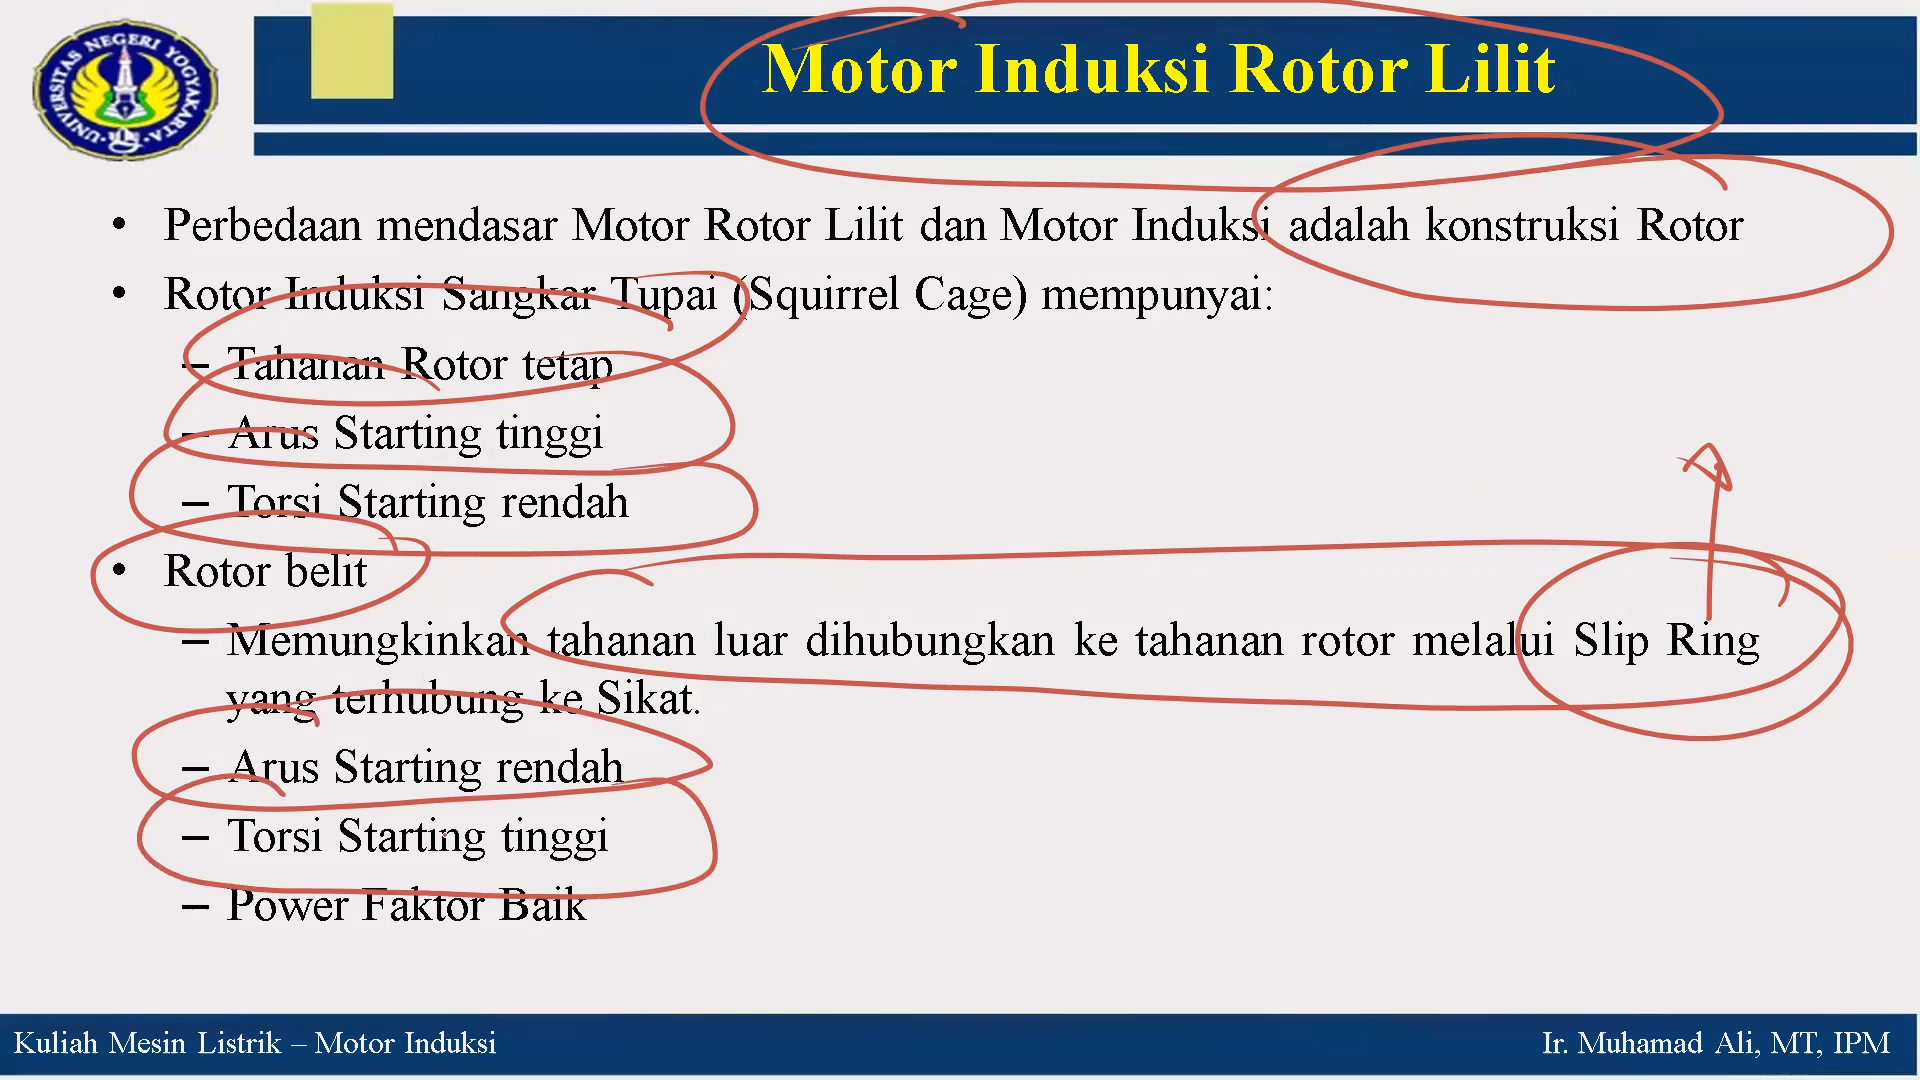 UNIVERSITAS NEGERI YOGYAKARTA
Motor Induksi Rotor Lilit
• Perbedaan mendasar Motor Rotor Lilit dan Motor Induksi adalah konstruksi Rotor
• Rotor Induksi Sangkar Tupai (Squirrel Cage) mempunyai:
– Tahanan Rotor tetap
– Arus Starting tinggi
– Torsi Starting rendah
• Rotor belit
– Memungkinkan tahanan luar dihubungkan ke tahanan rotor melalui Slip Ring
yang terhubung ke Sikat.
– Arus Starting rendah
– Torsi Starting tinggi
– Power Faktor Baik
Kuliah Mesin Listrik – Motor Induksi
Ir. Muhamad Ali, MT, IPM